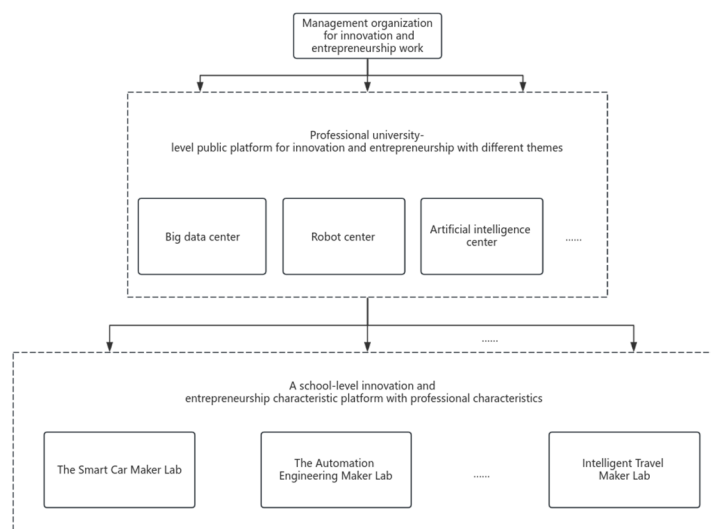 Management organization
for innovation and
entrepreneurship work
Professional university-
level public platform for innovation and entrepreneurship with different themes
Big data center
Robot center
Artificial intelligence
center
......
......
A school-level innovation and
entrepreneurship characteristic platform with professional characteristics
The Smart Car Maker Lab
The Automation
Engineering Maker Lab
......
Intelligent Travel
Maker Lab